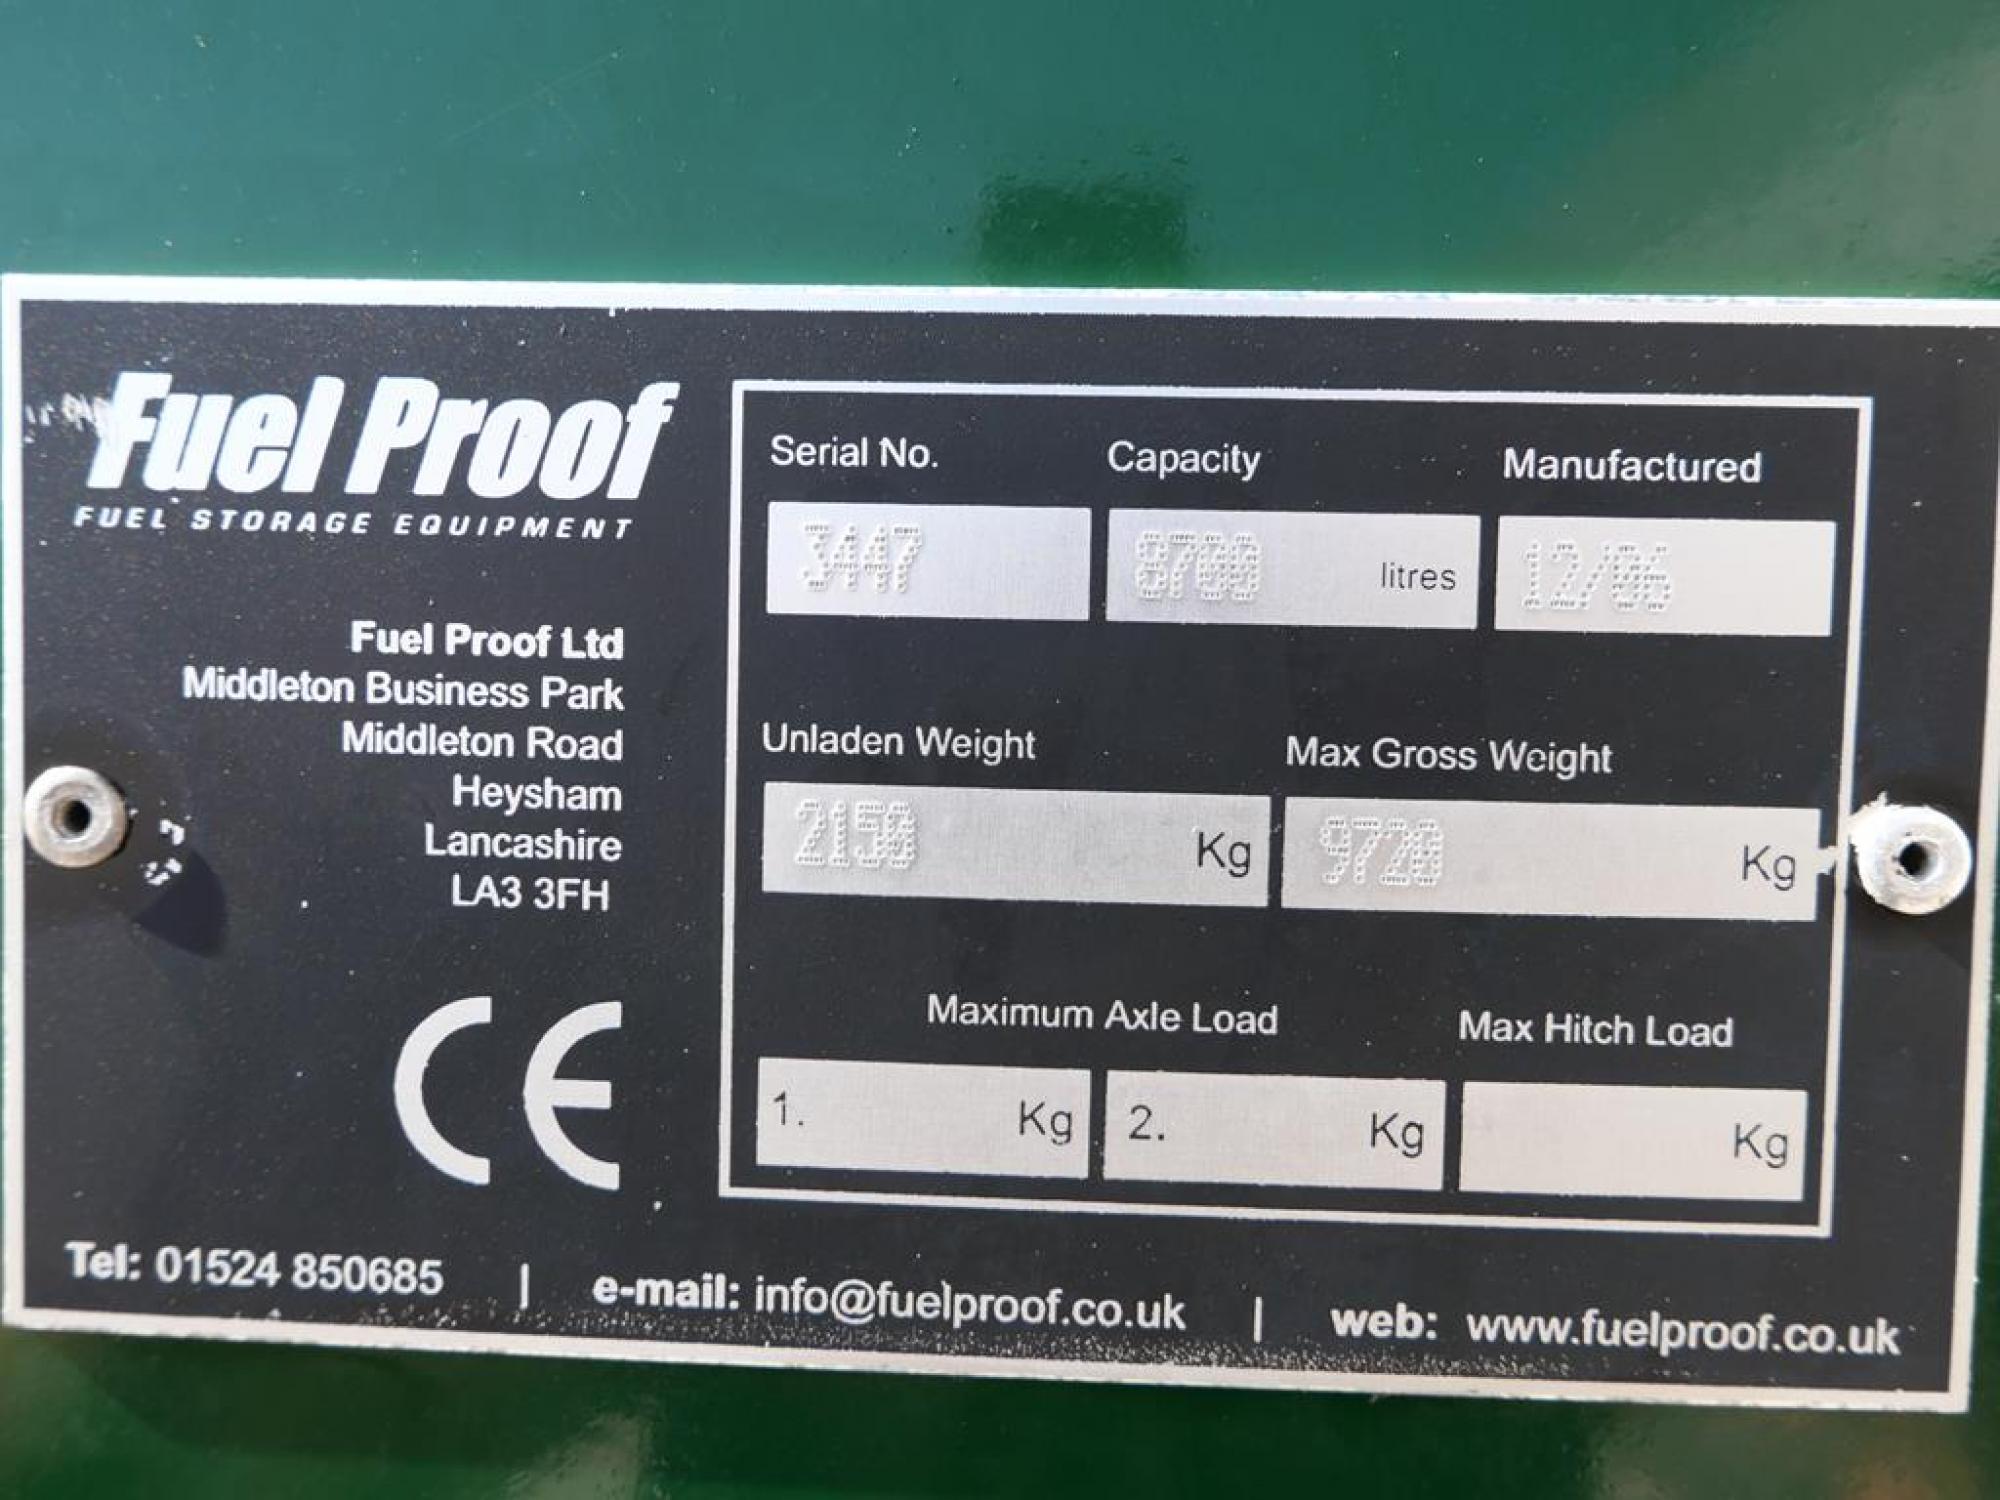 Fuel Proof
FUEL STORAGE EQUIPMENT
Fuel Proof Ltd
Middleton Business Park
Middleton Road
Heysham
Lancashire
LA3 3FH
CE
Serial No. Capacity Manufactured
3447 8700 litres 12/06
Unladen Weight Max Gross Weight
2150 Kg 9720 Kg
Maximum Axle Load Max Hitch Load
1. Kg 2. Kg Kg
Tel: 01524 850685 | e-mail: info@fuelproof.co.uk | web: www.fuelproof.co.uk